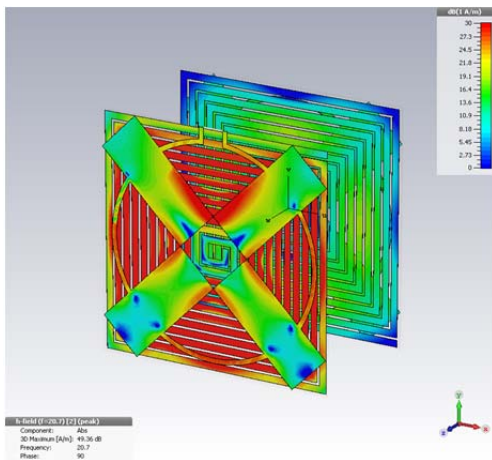 dB(1 A/m)
30
27.3
24.5
21.8
19.1
16.4
13.6
10.9
8.18
5.45
2.73
0
h-field (f=20.7) [2] (peak)
Component: Abs
3D Maximum [A/m]: 49.36 dB
Frequency: 20.7
Phase: 90
y
z
x